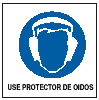 USE PROTECTOR DE OIDOS